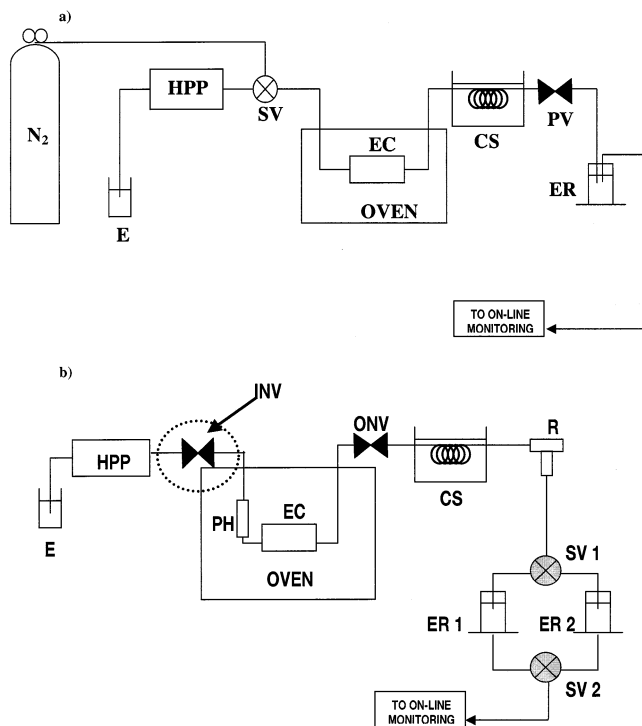 a)
HPP
SV
N2
E
EC
OVEN
CS
PV
ER
TO ON-LINE
MONITORING
b)
INV
HPP
E
PH
EC
OVEN
ONV
CS
R
SV 1
ER 1
ER 2
SV 2
TO ON-LINE
MONITORING